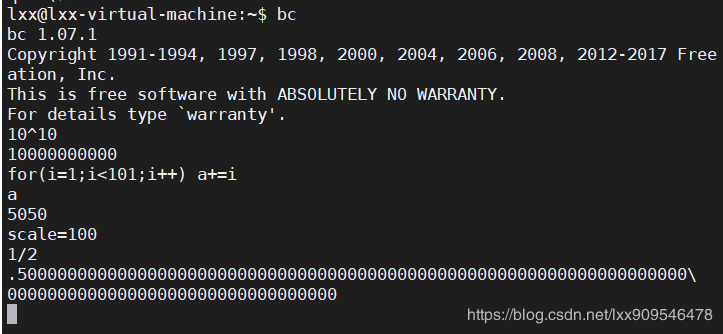 lxx@lxx-virtual-machine:~$ bc
bc 1.07.1
Copyright 1991-1994, 1997, 1998, 2000, 2004, 2006, 2008, 2012-2017 Free
ation, Inc.
This is free software with ABSOLUTELY NO WARRANTY.
For details type `warranty'.
10^10
10000000000
for(i=1;i<101;i++) a+=i
a
5050
scale=100
1/2
.5000000000000000000000000000000000000000000000000000000000000000000\
000000000000000000000000000000000
https://blog.csdn.net/lxx909546478